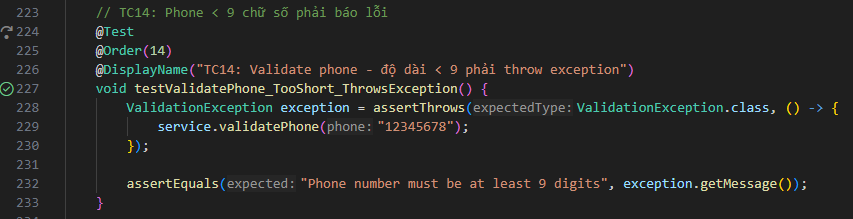 223 // TC14: Phone < 9 chữ số phải báo lỗi
224 @Test
225 @Order(14)
226 @DisplayName("TC14: Validate phone - độ dài < 9 phải throw exception")
227 void testValidatePhone_TooShort_ThrowsException() {
228 ValidationException exception = assertThrows(expectedType:ValidationException.class, () -> {
229 service.validatePhone(phone:"12345678");
230 });
231
232 assertEquals(expected:"Phone number must be at least 9 digits", exception.getMessage());
233 }